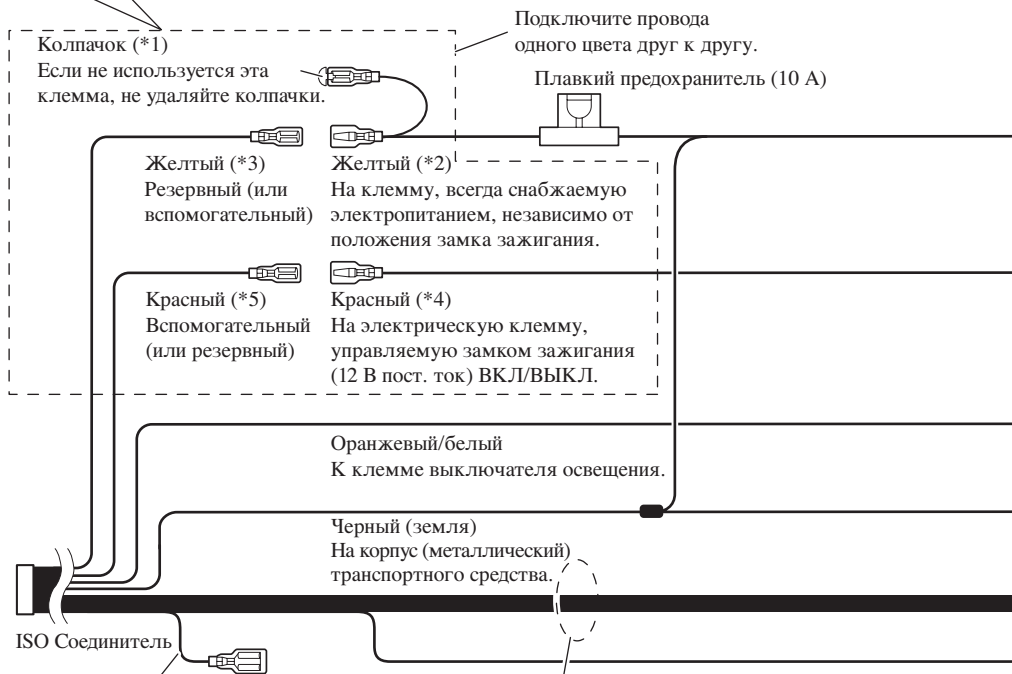 Подключите провода
одного цвета друг к другу.
Колпачок (*1)
Если не используется эта
клемма, не удаляйте колпачки.
Плавкий предохранитель (10 А)
Желтый (*3)
Резервный (или
вспомогательный)
Желтый (*2)
На клемму, всегда снабжаемую
электропитанием, независимо от
положения замка зажигания.
Красный (*5)
Вспомогательный
(или резервный)
Красный (*4)
На электрическую клемму,
управляемую замком зажигания
(12 В пост. ток) ВКЛ/ВЫКЛ.
Оранжевый/белый
К клемме выключателя освещения.
Черный (земля)
На корпус (металлический)
транспортного средства.
ISO Соединитель